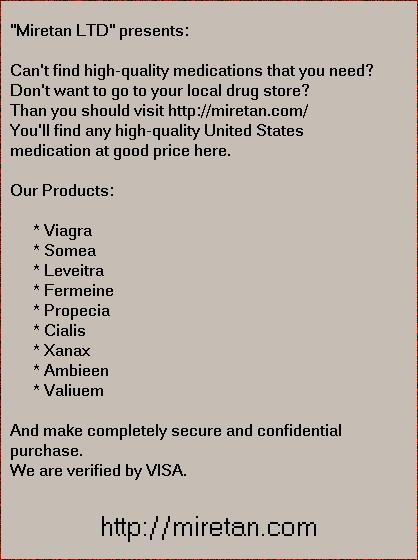 "Miretan LTD" presents:
Can't find high-quality medications that you need?
Don't want to go to your local drug store?
Than you should visit http://miretan.com/
You'll find any high-quality United States
medication at good price here.
Our Products:
* Viagra
* Somea
* Leveitra
* Fermeine
* Propecia
* Cialis
* Xanax
* Ambieen
* Valiuem
And make completely secure and confidential
purchase.
We are verified by VISA.
http://miretan.com